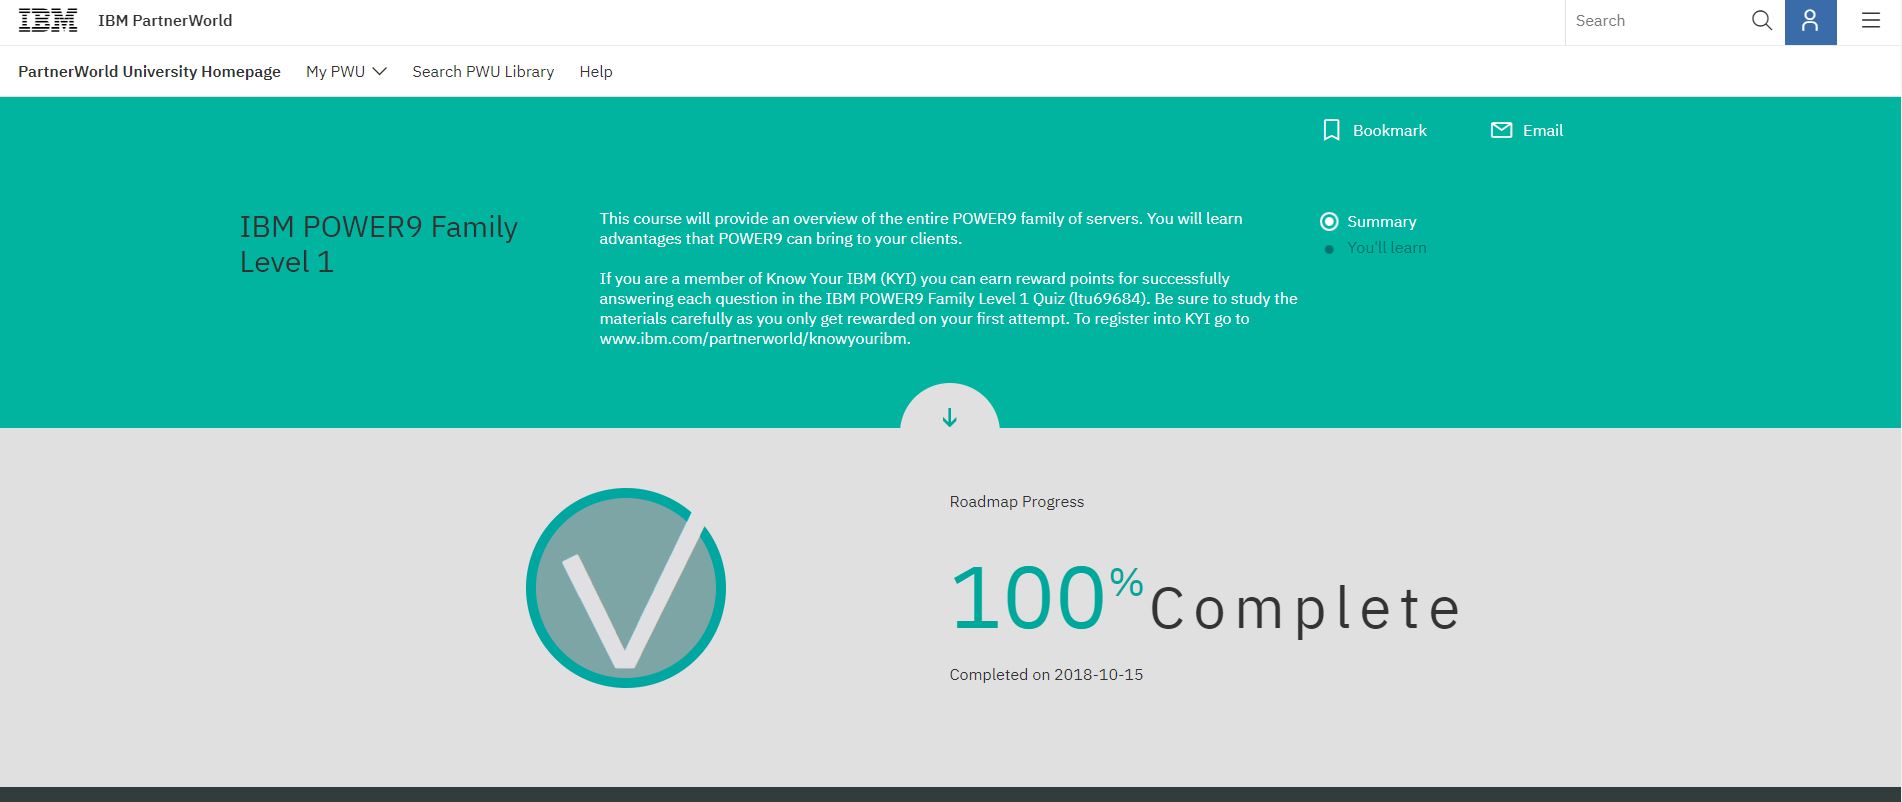 IBM IBM PartnerWorld Search
PartnerWorld University Homepage My PWU Search PWU Library Help
Bookmark Email
IBM POWER9 Family
Level 1
This course will provide an overview of the entire POWER9 family of servers. You will learn
advantages that POWER9 can bring to your clients.
If you are a member of Know Your IBM (KYI) you can earn reward points for successfully
answering each question in the IBM POWER9 Family Level 1 Quiz (ltu69684). Be sure to study the
materials carefully as you only get rewarded on your first attempt. To register into KYI go to
www.ibm.com/partnerworld/knowyouribm.
Summary
You'll learn
Roadmap Progress
100% Complete
Completed on 2018-10-15